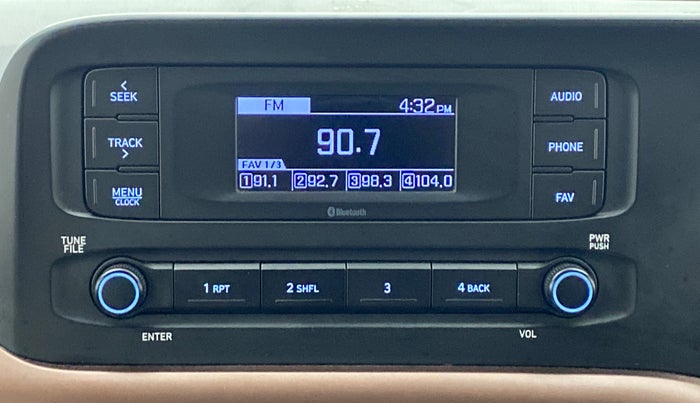 < SEEK
TRACK >
MENU
CLOCK
FM 4:32 PM
90.7
FAV 1/3
1 91.1 2 92.7 3 98.3 4 104.0
Bluetooth
AUDIO
PHONE
FAV
TUNE
FILE
PWR
PUSH
1 RPT 2 SHFL 3 4 BACK
ENTER
VOL